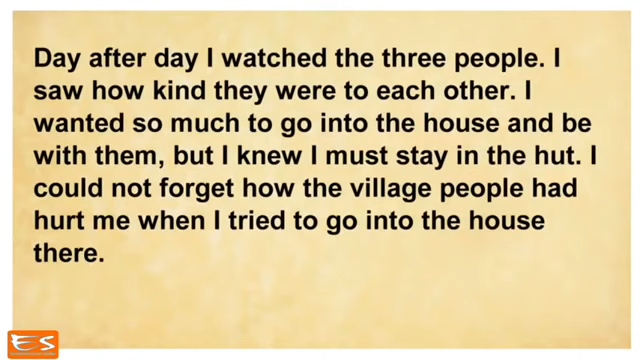 Day after day I watched the three people. I
saw how kind they were to each other. I
wanted so much to go into the house and be
with them, but I knew I must stay in the hut. I
could not forget how the village people had
hurt me when I tried to go into the house
there.
ES